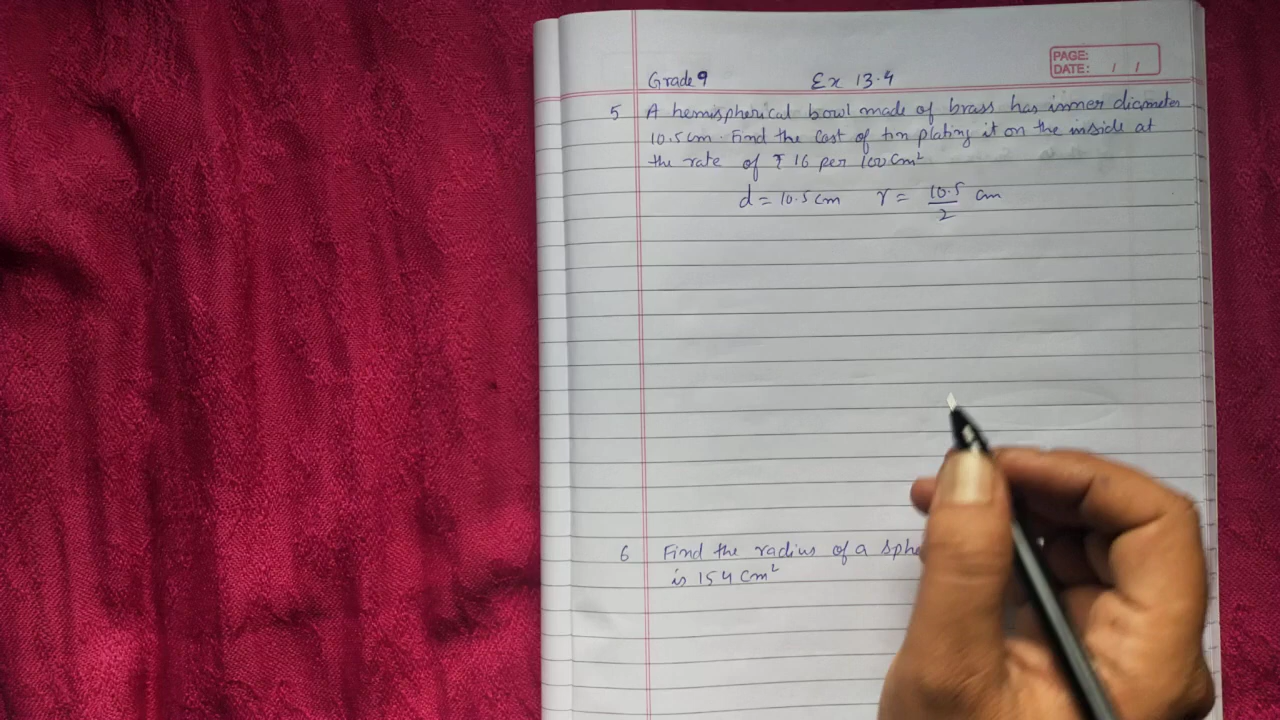 PAGE:
DATE: / /
Grade 9 Ex 13.4
5 A hemispherical bowl made of brass has inner diameter
10.5 cm. Find the Cost of tin plating it on the inside at
the rate of ₹ 16 per 100 cm²
d = 10.5 cm r = 10.5/2 cm
6 Find the radius of a
is 154 cm²